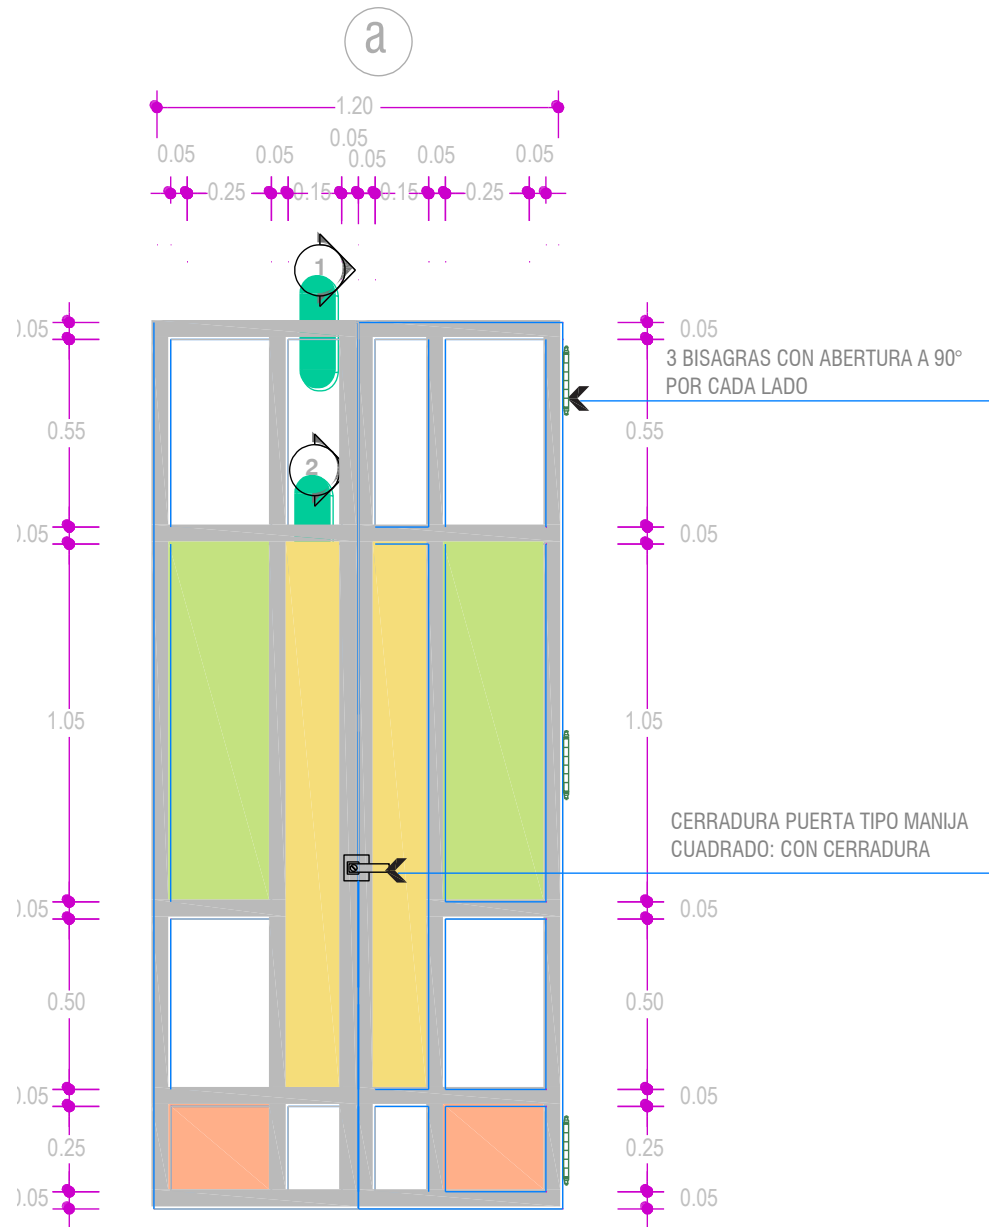 a
1.20
0.05
0.05 0.05 0.05 0.05 0.05
0.25 0.15 0.15 0.25
1
0.05 0.05
3 BISAGRAS CON ABERTURA A 90°
POR CADA LADO
0.55 0.55
2
0.05 0.05
1.05 1.05
CERRADURA PUERTA TIPO MANIJA
CUADRADO: CON CERRADURA
0.05 0.05
0.50 0.50
0.05 0.05
0.25 0.25
0.05 0.05